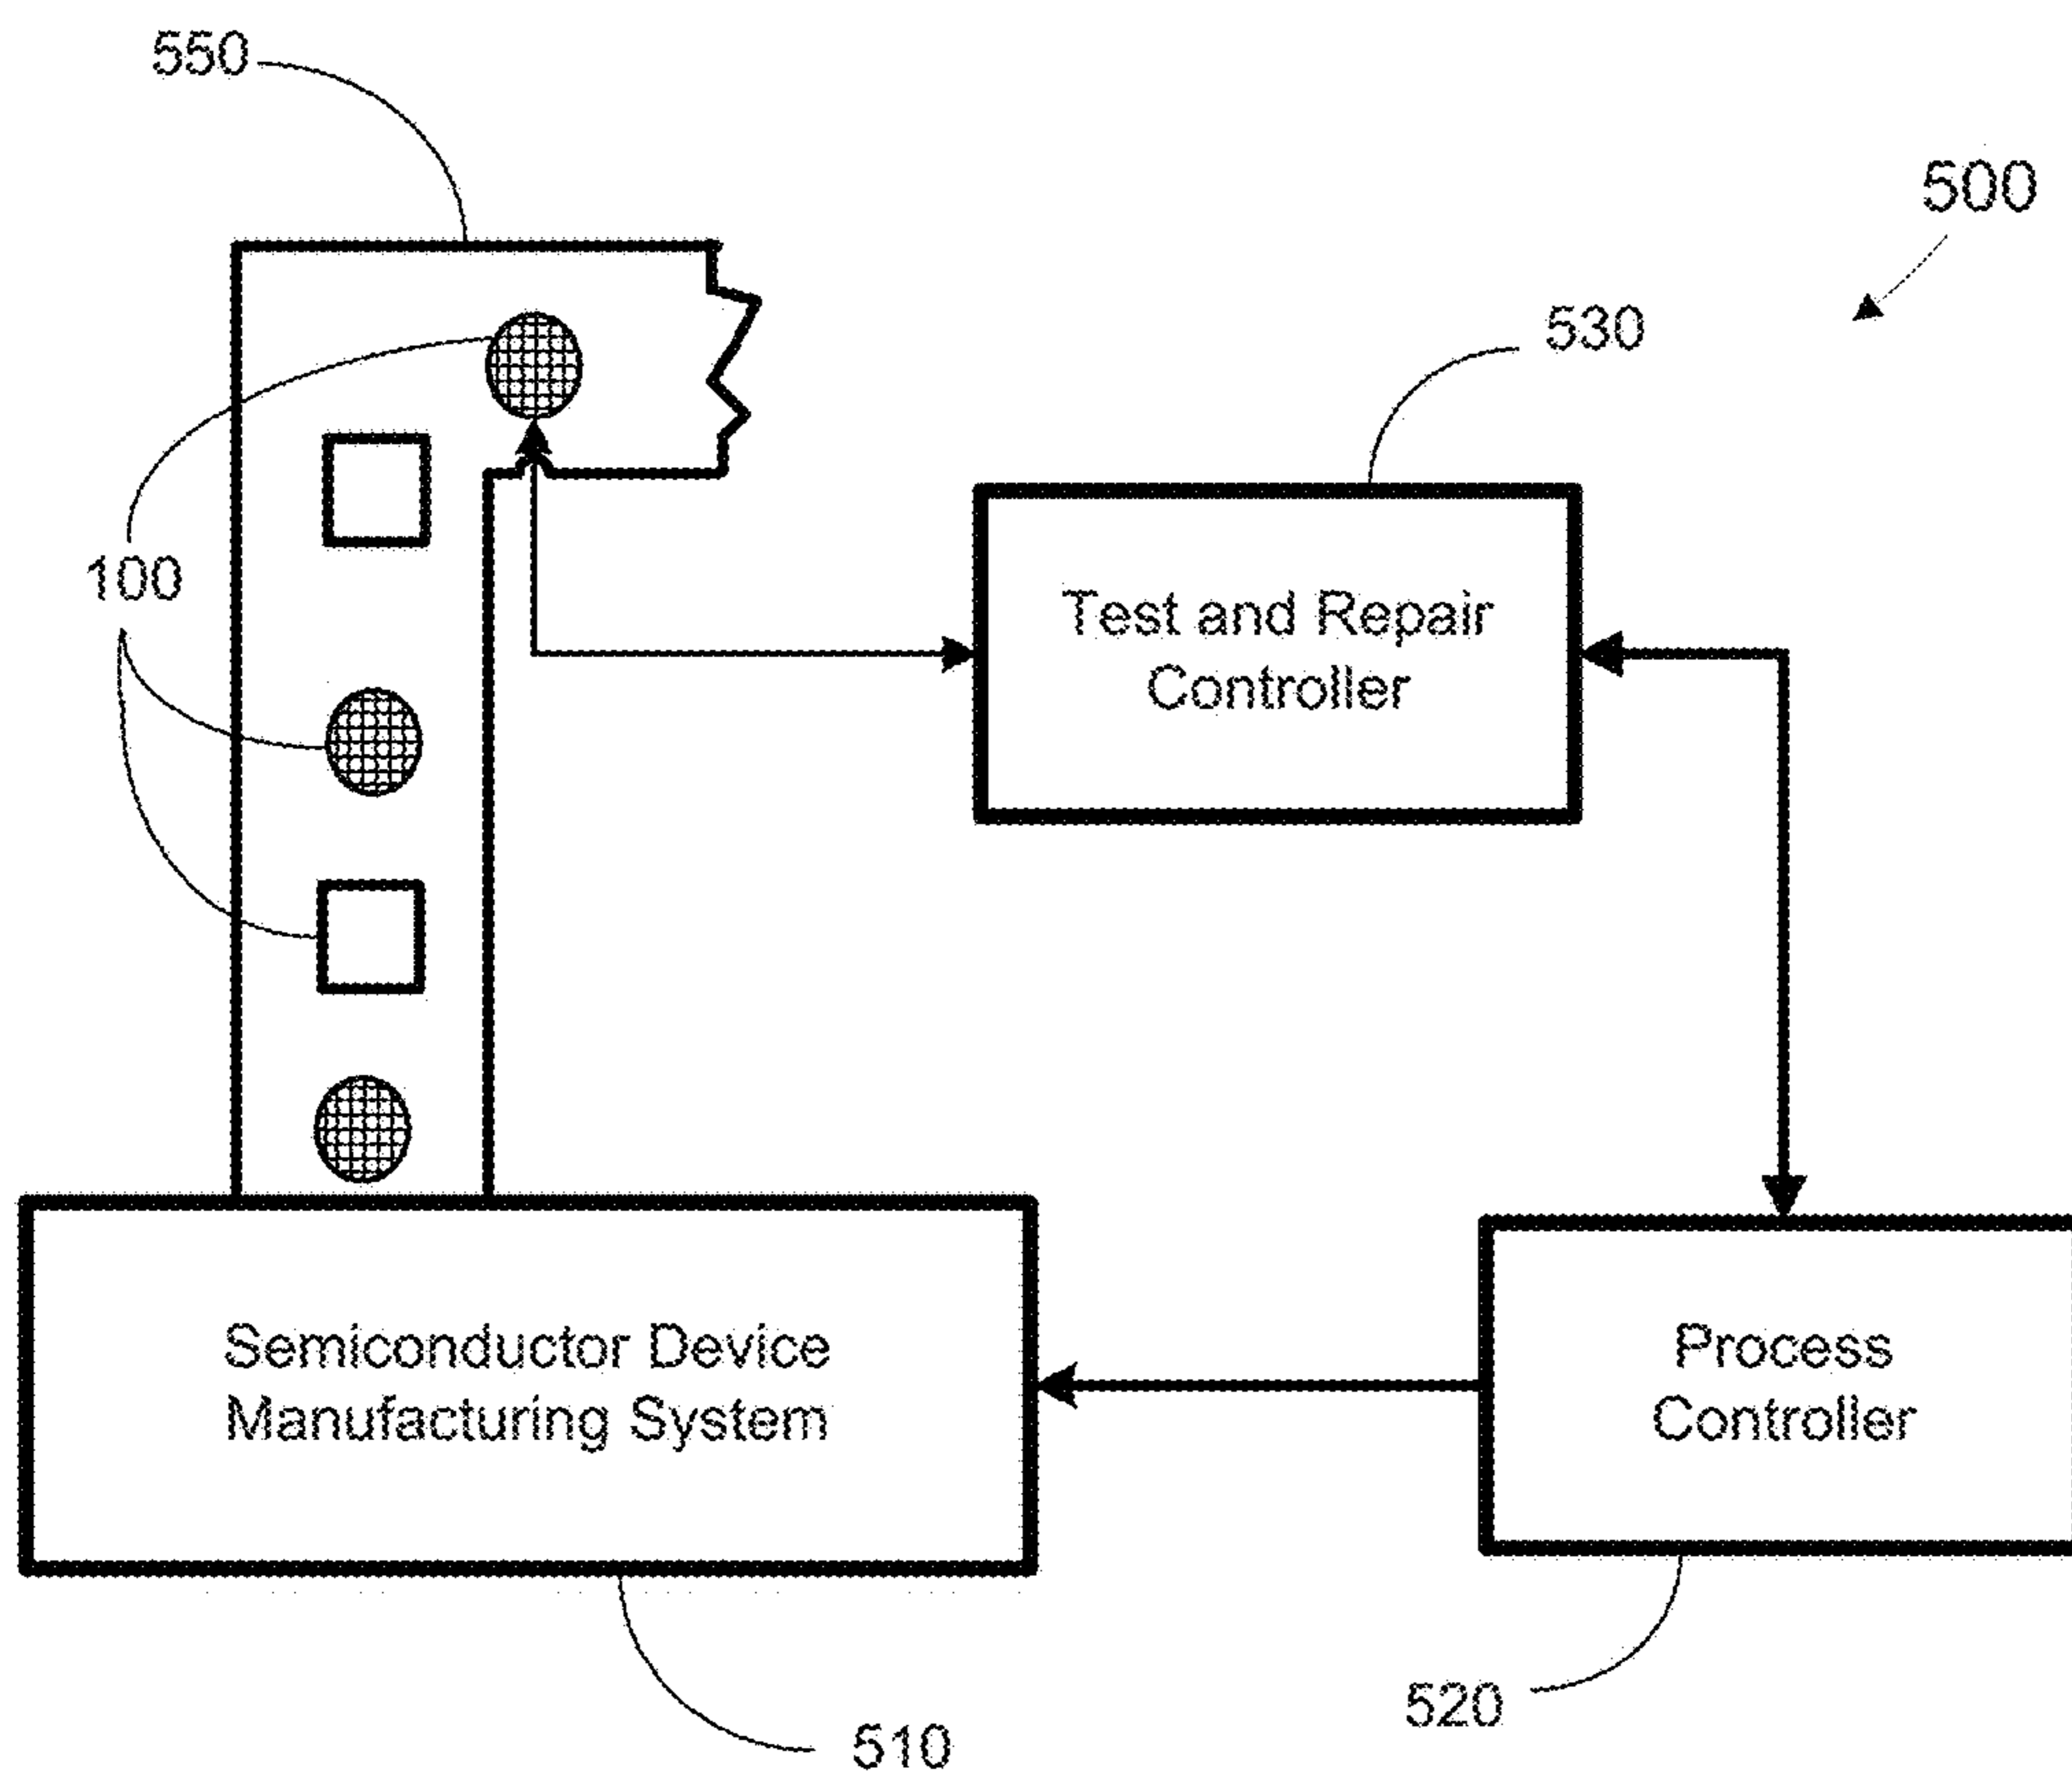 550
500
530
100
Test and Repair
Controller
Semiconductor Device
Manufacturing System
Process
Controller
520
510